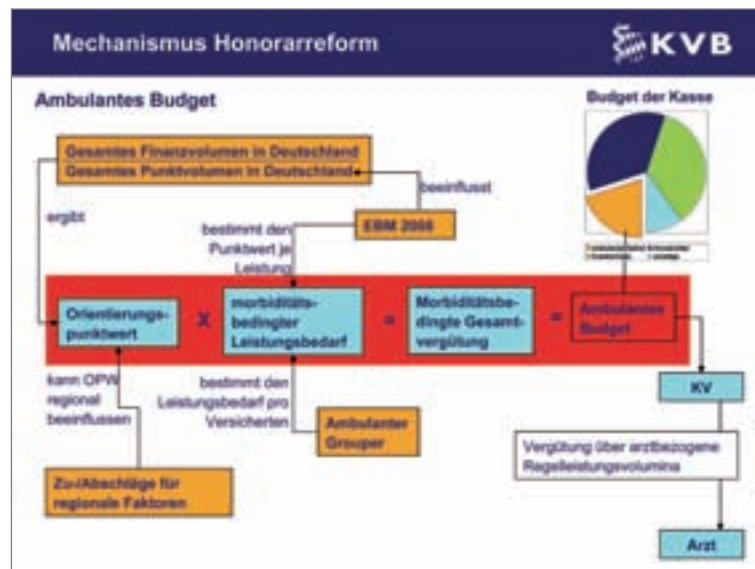 Mechanismus Honorarreform
KVB
Ambulantes Budget
Budget der Kasse
Gesamtes Finanzvolumen in Deutschland
Gesamtes Punktvolumen in Deutschland
beeinflusst
ergibt
bestimmt den
Punktwert je
Leistung
EBM 2008
Orientierungs-
punktwert
X
morbiditäts-
bedingter
Leistungsbedarf
=
Morbiditätsbe-
dingte Gesamt-
vergütung
=
Ambulantes
Budget
kann OPW
regional
beeinflussen
bestimmt den
Leistungsbedarf pro
Versicherten
Ambulanter
Grouper
KV
Vergütung über arztbezogene
Regelleistungsvolumina
Zu-/Abschläge für
regionale Faktoren
Arzt